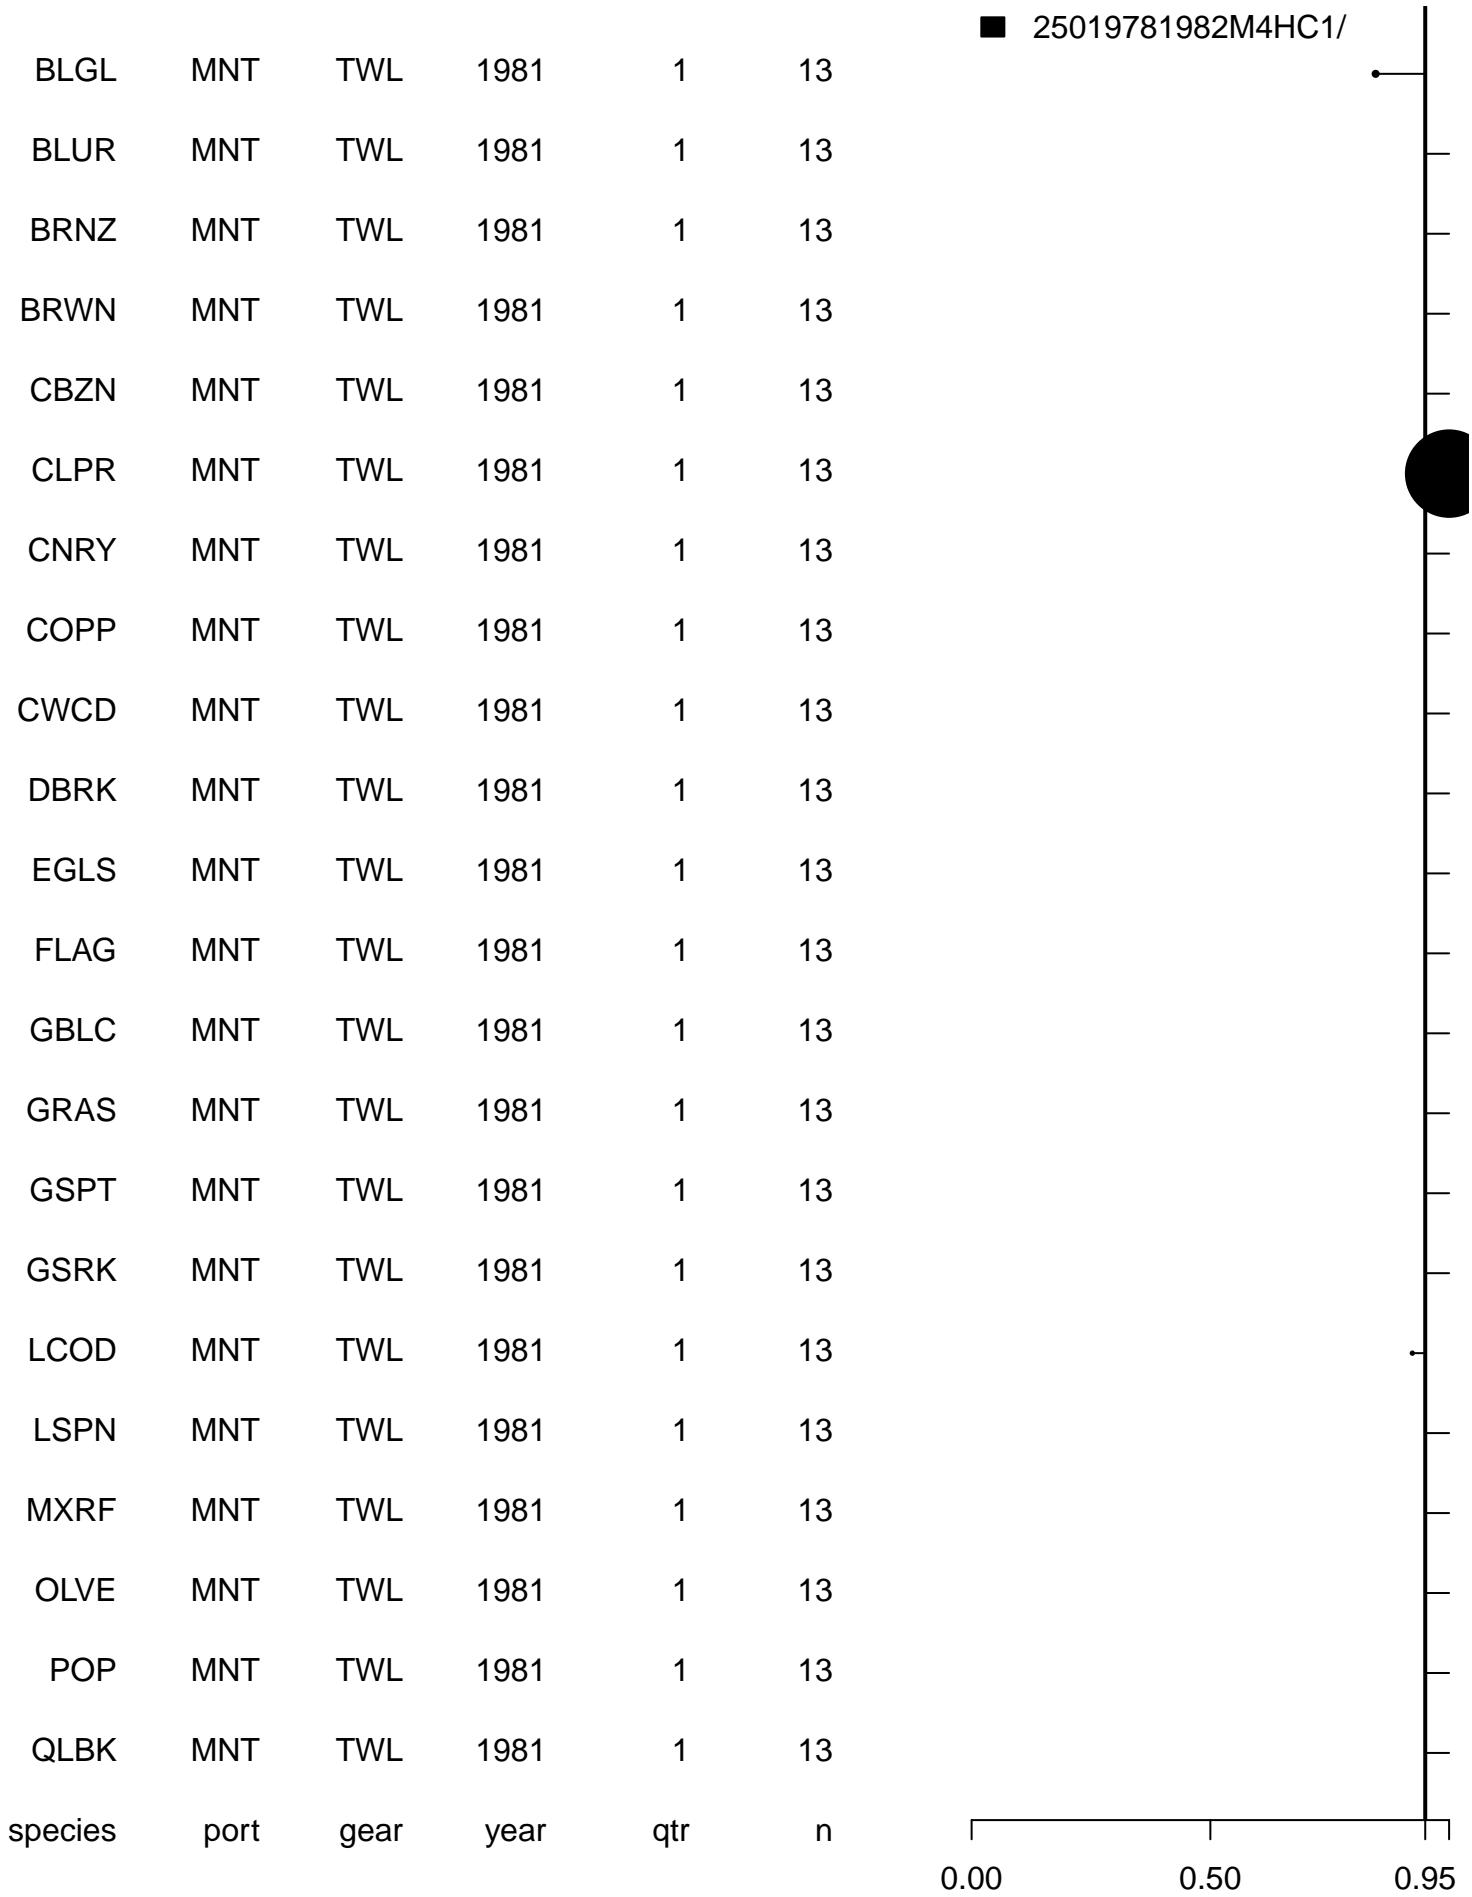 25019781982M4HC1/
BLGL MNT TWL 1981 1 13
BLUR MNT TWL 1981 1 13
BRNZ MNT TWL 1981 1 13
BRWN MNT TWL 1981 1 13
CBZN MNT TWL 1981 1 13
CLPR MNT TWL 1981 1 13
CNRY MNT TWL 1981 1 13
COPP MNT TWL 1981 1 13
CWCD MNT TWL 1981 1 13
DBRK MNT TWL 1981 1 13
EGLS MNT TWL 1981 1 13
FLAG MNT TWL 1981 1 13
GBLC MNT TWL 1981 1 13
GRAS MNT TWL 1981 1 13
GSPT MNT TWL 1981 1 13
GSRK MNT TWL 1981 1 13
LCOD MNT TWL 1981 1 13
LSPN MNT TWL 1981 1 13
MXRF MNT TWL 1981 1 13
OLVE MNT TWL 1981 1 13
POP MNT TWL 1981 1 13
QLBK MNT TWL 1981 1 13
species port gear year qtr n
0.00 0.50 0.95